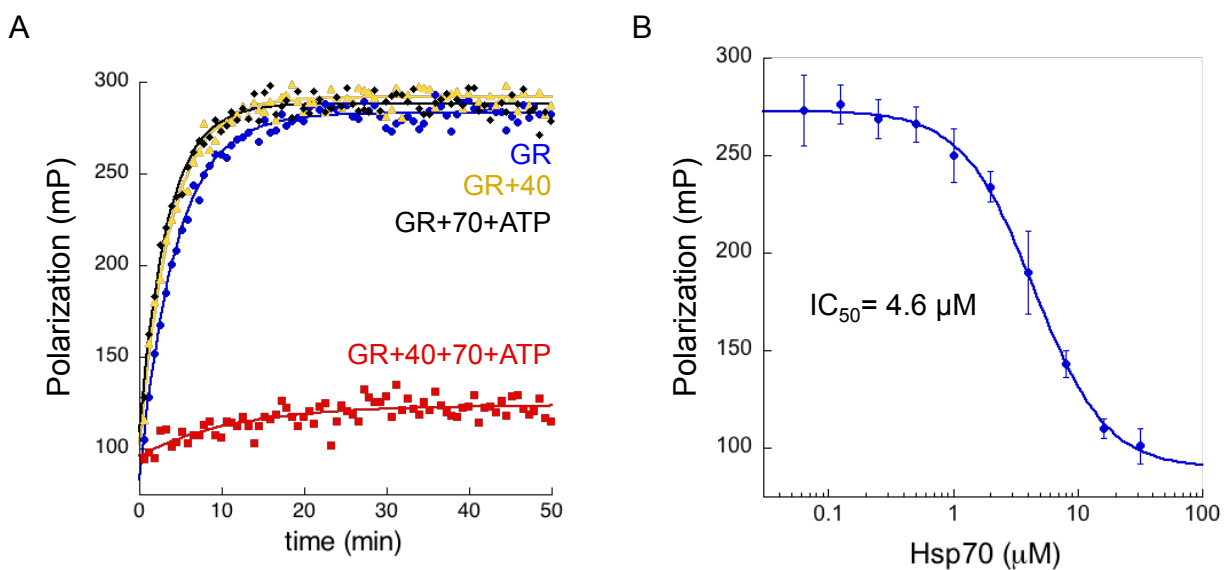 A
300
250
200
150
100
Polarization (mP)
GR
GR+40
GR+70+ATP
GR+40+70+ATP
0
10
20
30
40
50
time (min)
B
300
250
200
150
100
Polarization (mP)
IC₅₀= 4.6 μM
0.1
1
10
100
Hsp70 (μM)